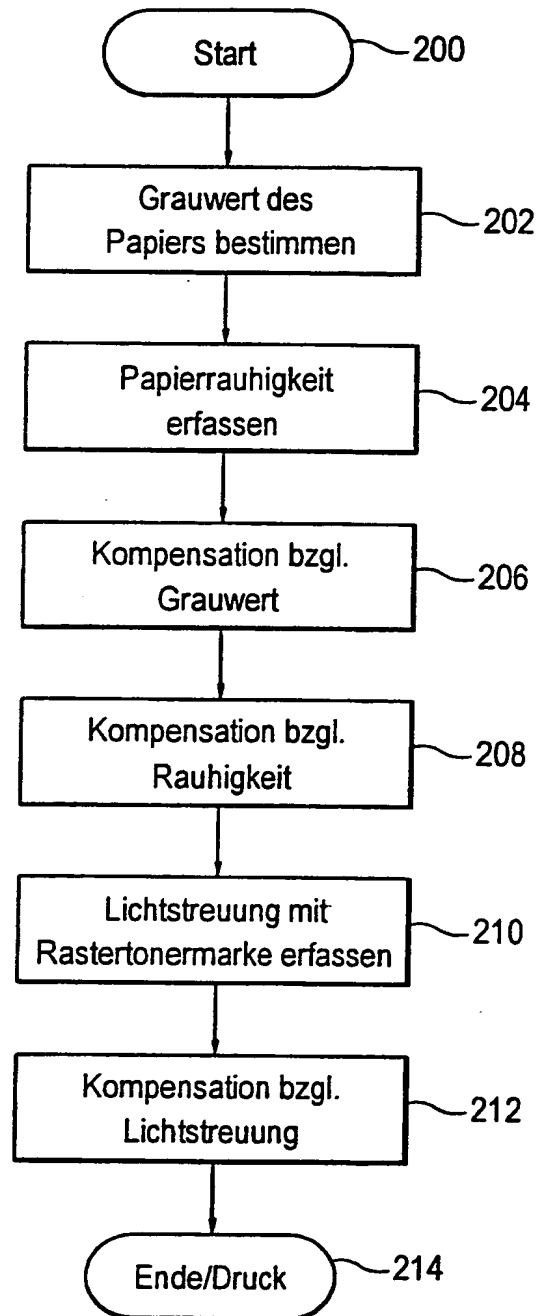 Start
200
Grauwert des
Papiers bestimmen
202
Papierrauhigkeit
erfassen
204
Kompensation bzgl.
Grauwert
206
Kompensation bzgl.
Rauhigkeit
208
Lichtstreuung mit
Rastertonermarke erfassen
210
Kompensation bzgl.
Lichtstreuung
212
Ende/Druck
214